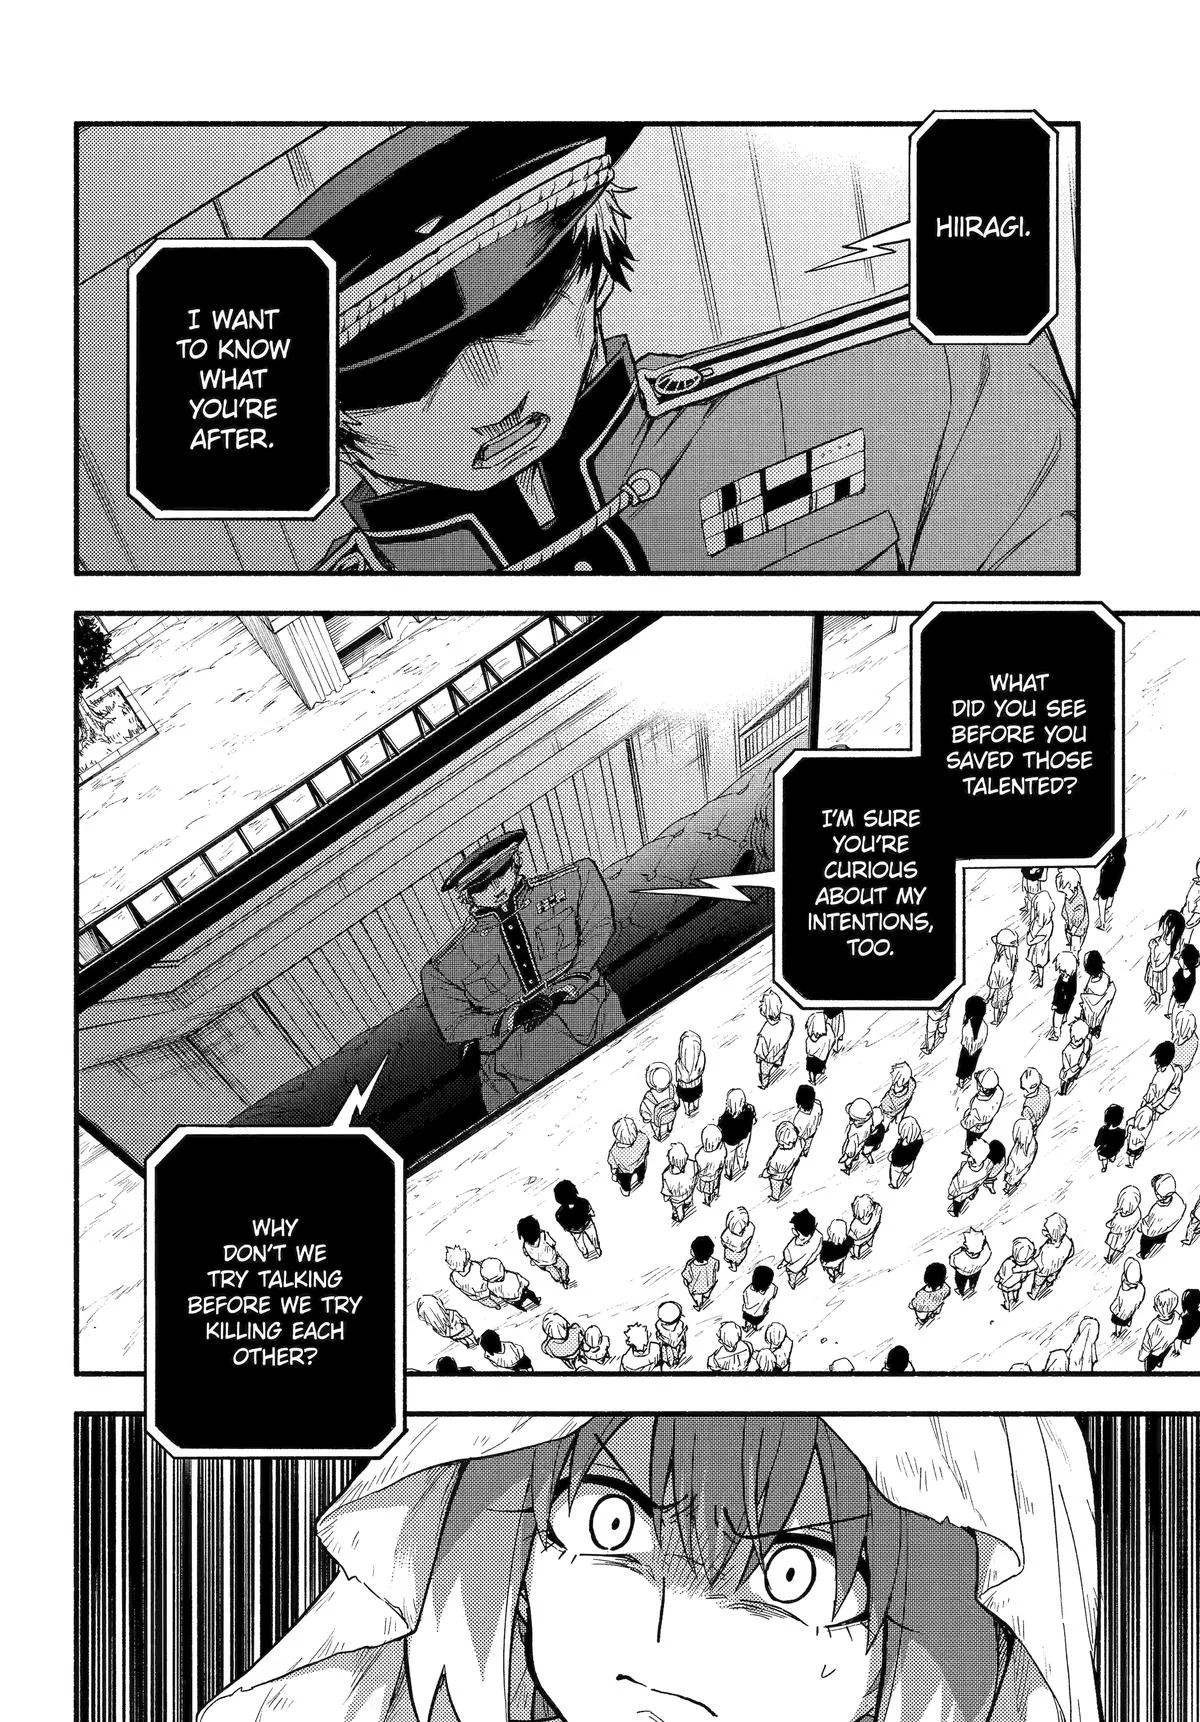 HIIRAGI.
I WANT
TO KNOW
WHAT
YOU'RE
AFTER.
WHAT
DID YOU SEE
BEFORE YOU
SAVED THOSE
TALENTED?
I'M SURE
YOU'RE
CURIOUS
ABOUT MY
INTENTIONS,
TOO.
WHY
DON'T WE
TRY TALKING
BEFORE WE TRY
KILLING EACH
OTHER?